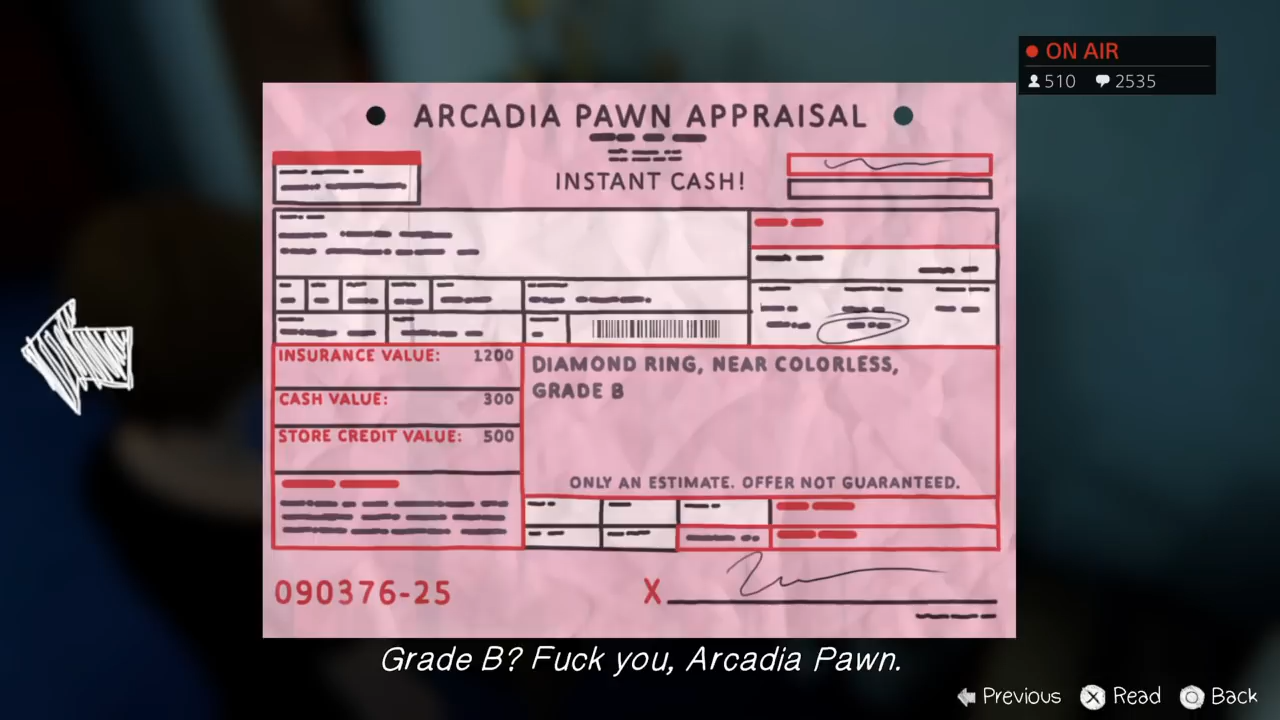 ON AIR
510 2535
ARCADIA PAWN APPRAISAL
INSTANT CASH!
INSURANCE VALUE: 1200
CASH VALUE: 300
STORE CREDIT VALUE: 500
DIAMOND RING, NEAR COLORLESS,
GRADE B
ONLY AN ESTIMATE. OFFER NOT GUARANTEED.
090376-25
X
Grade B? Fuck you, Arcadia Pawn.
Previous X Read Back